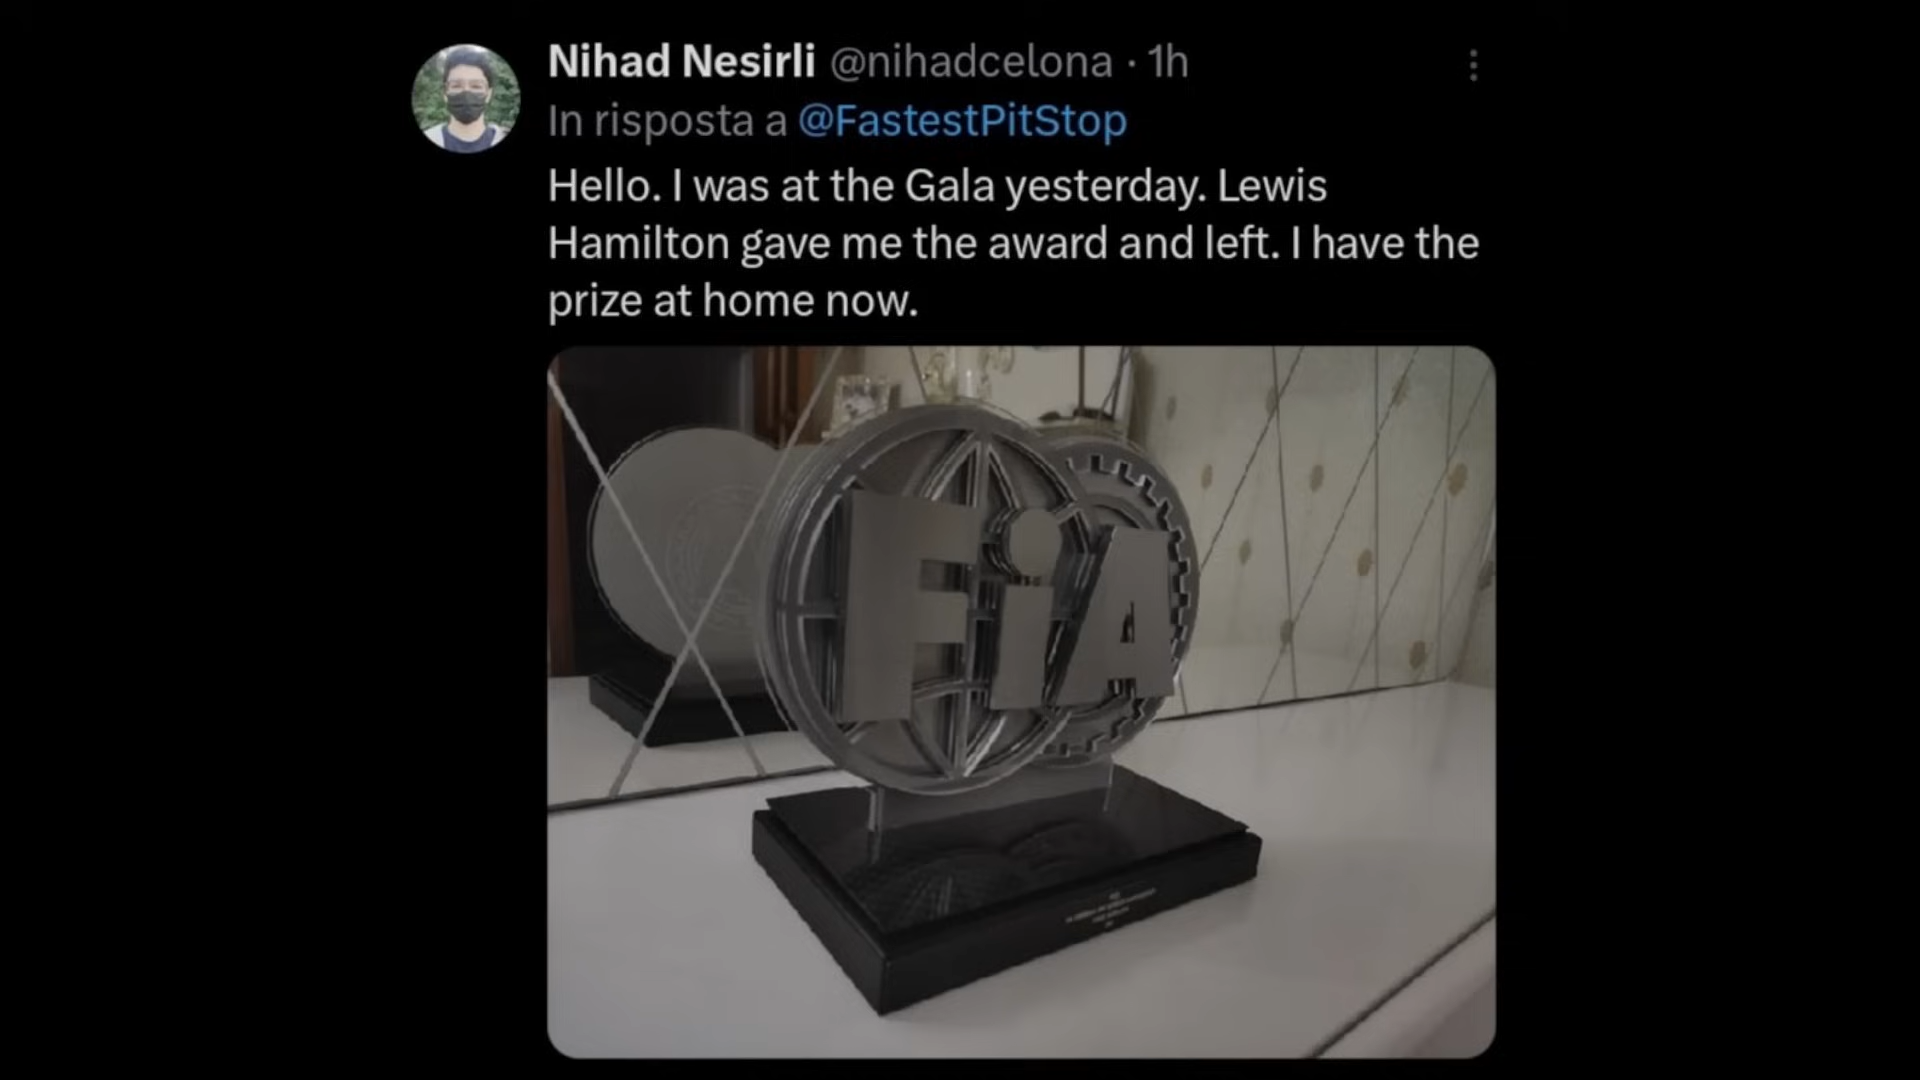 Nihad Nesirli @nihadcelona · 1h
In risposta a @FastestPitStop
Hello. I was at the Gala yesterday. Lewis
Hamilton gave me the award and left. I have the
prize at home now.
FiA